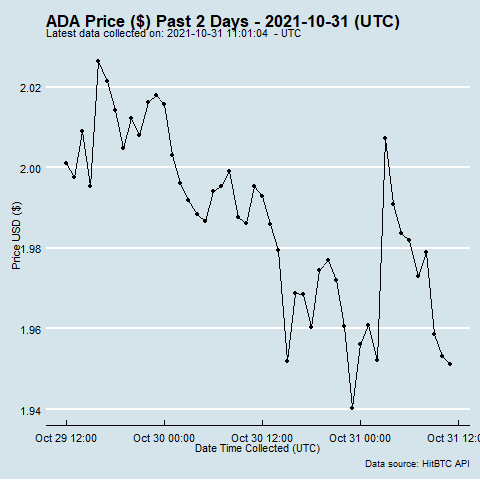 ADA Price ($) Past 2 Days - 2021-10-31 (UTC)
Latest data collected on: 2021-10-31 11:01:04  - UTC
Price USD ($)
2.02
2.00
1.98
1.96
1.94
Oct 29 12:00
Oct 30 00:00
Oct 30 12:00
Oct 31 00:00
Oct 31 12:0
Date Time Collected (UTC)
Data source: HitBTC API